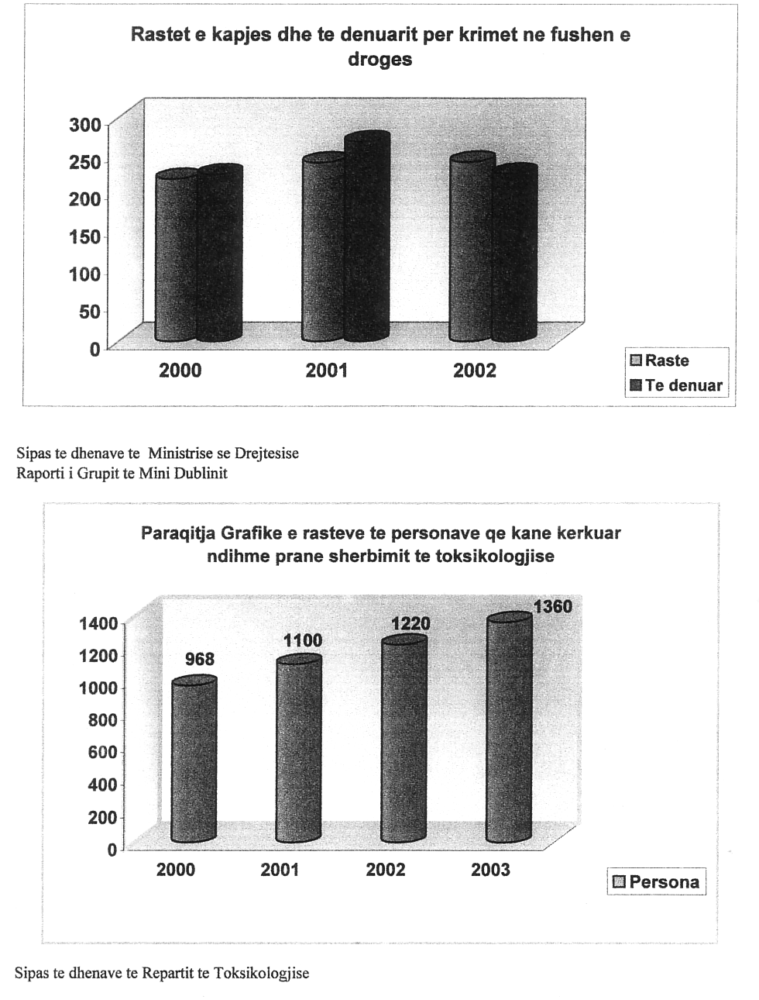 Rastet e kapjes dhe te denuarit per krimet ne fushen e
droges
300
250
200
150
100
50
0
2000 2001 2002
Raste
Te denuar
Sipas te dhenave te Ministrise se Drejtesise
Raporti i Grupit te Mini Dublinit
Paraqitja Grafike e rasteve te personave qe kane kerkuar
ndihme prane sherbimit te toksikologjise
1400
1200
1000
800
600
400
200
0
968
1100
1220
1360
2000 2001 2002 2003
Persona
Sipas te dhenave te Repartit te Toksikologjise